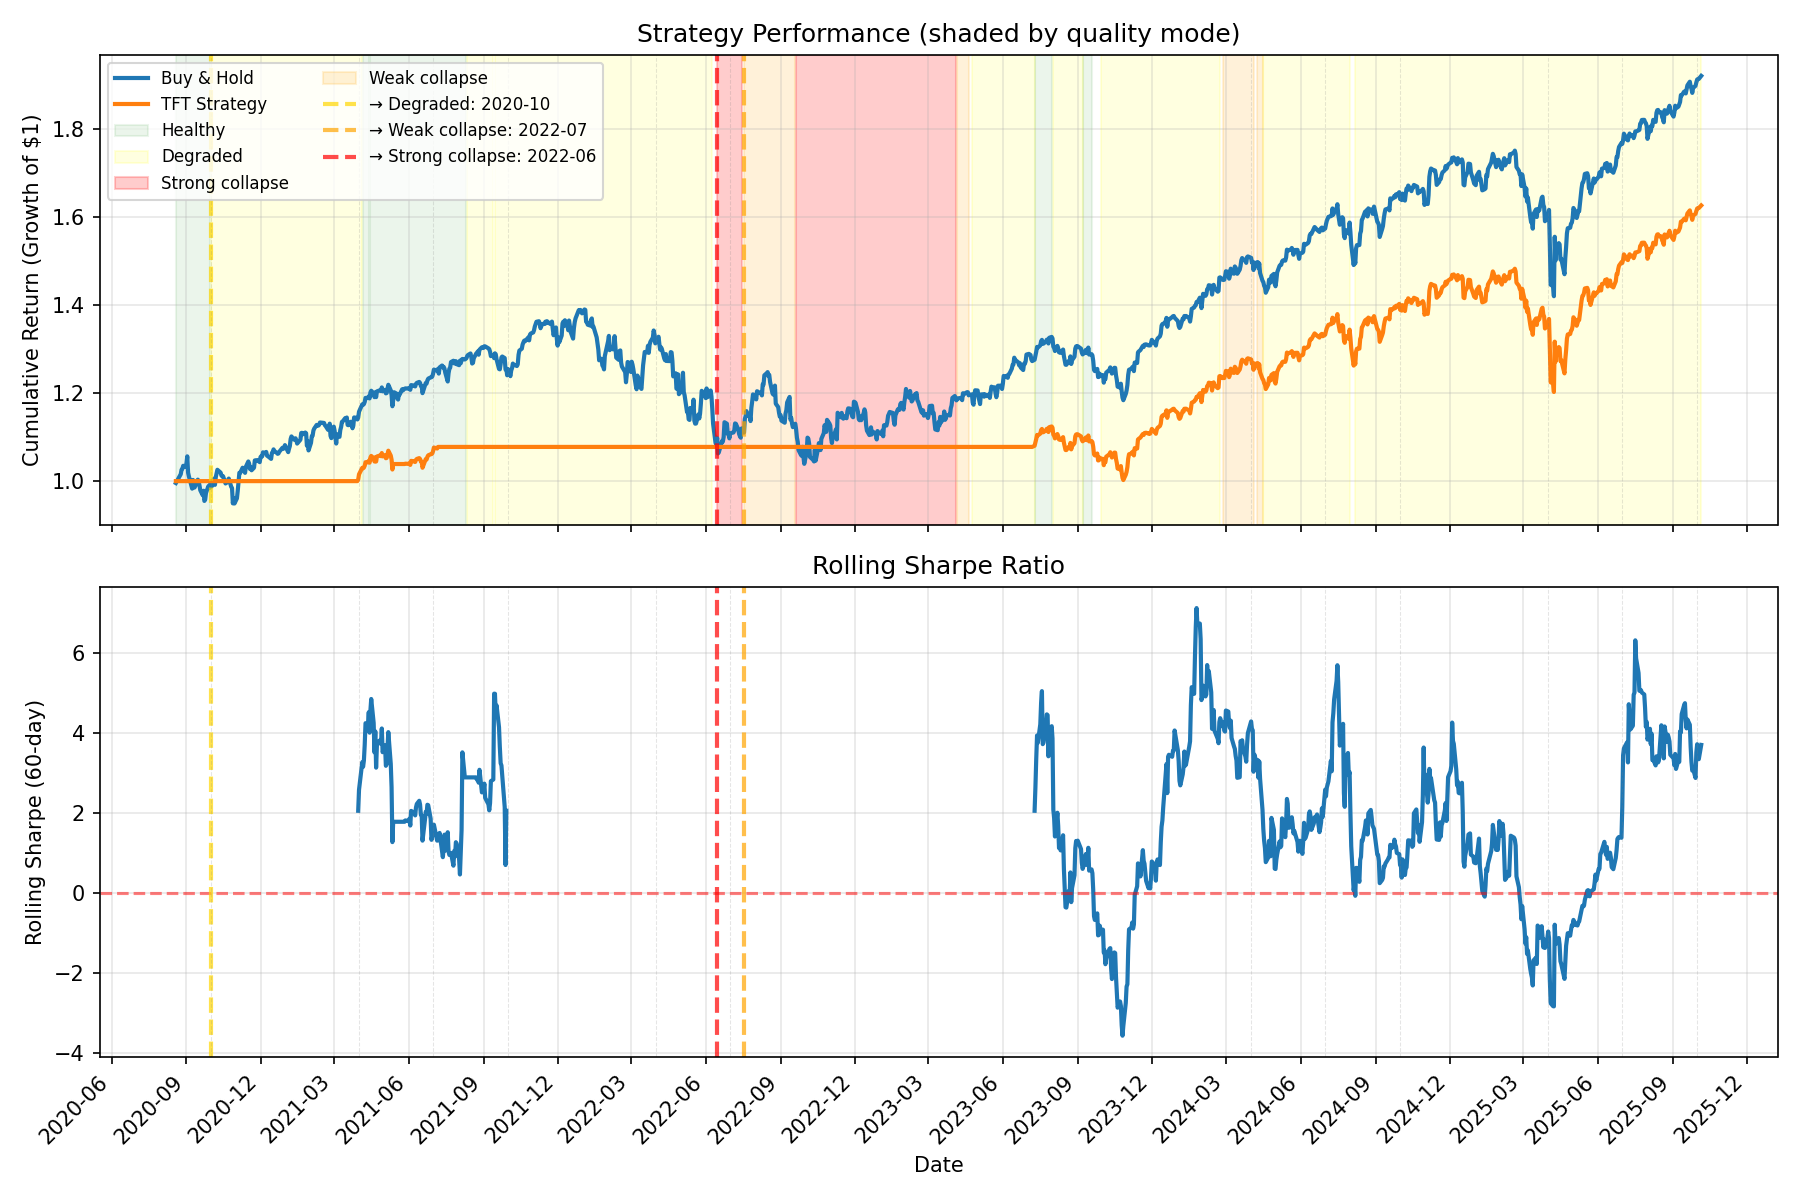 Strategy Performance (shaded by quality mode)
Cumulative Return (Growth of $1)
1.8
1.6
1.4
1.2
1.0
Buy & Hold
TFT Strategy
Healthy
Degraded
Strong collapse
Weak collapse
→ Degraded: 2020-10
→ Weak collapse: 2022-07
→ Strong collapse: 2022-06
Rolling Sharpe Ratio
Rolling Sharpe (60-day)
6
4
2
0
−2
−4
2020-06
2020-09
2020-12
2021-03
2021-06
2021-09
2021-12
2022-03
2022-06
2022-09
2022-12
2023-03
2023-06
2023-09
2023-12
2024-03
2024-06
2024-09
2024-12
2025-03
2025-06
2025-09
2025-12
Date